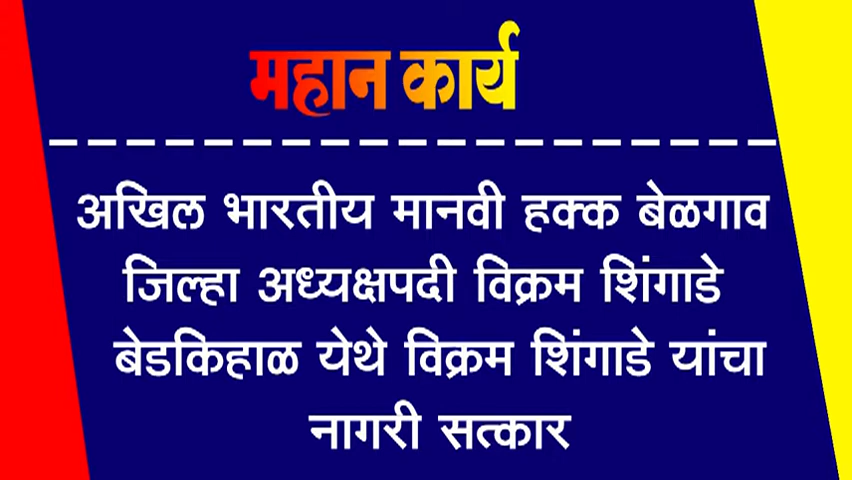 महान कार्य
अखिल भारतीय मानवी हक्क बेळगाव
जिल्हा अध्यक्षपदी विक्रम शिंगाडे
बेडकिहाळ येथे विक्रम शिंगाडे यांचा
नागरी सत्कार